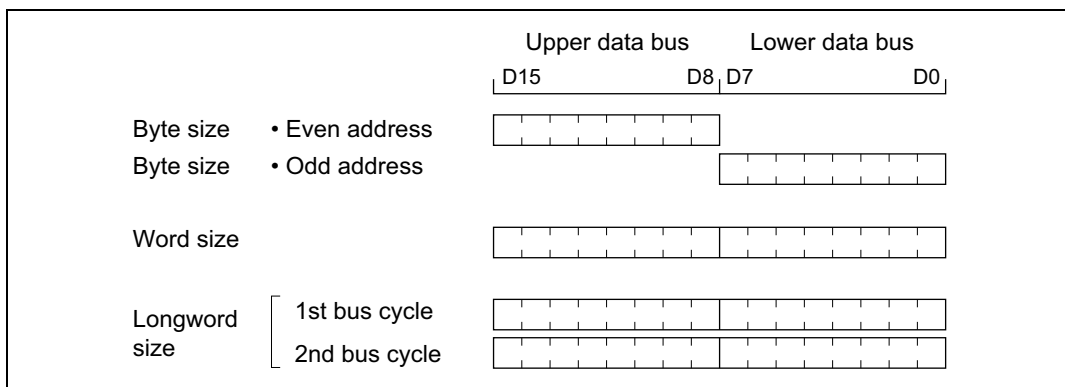 Upper data bus Lower data bus
D15 D8 D7 D0
Byte size • Even address
Byte size • Odd address
Word size
Longword size
1st bus cycle
2nd bus cycle